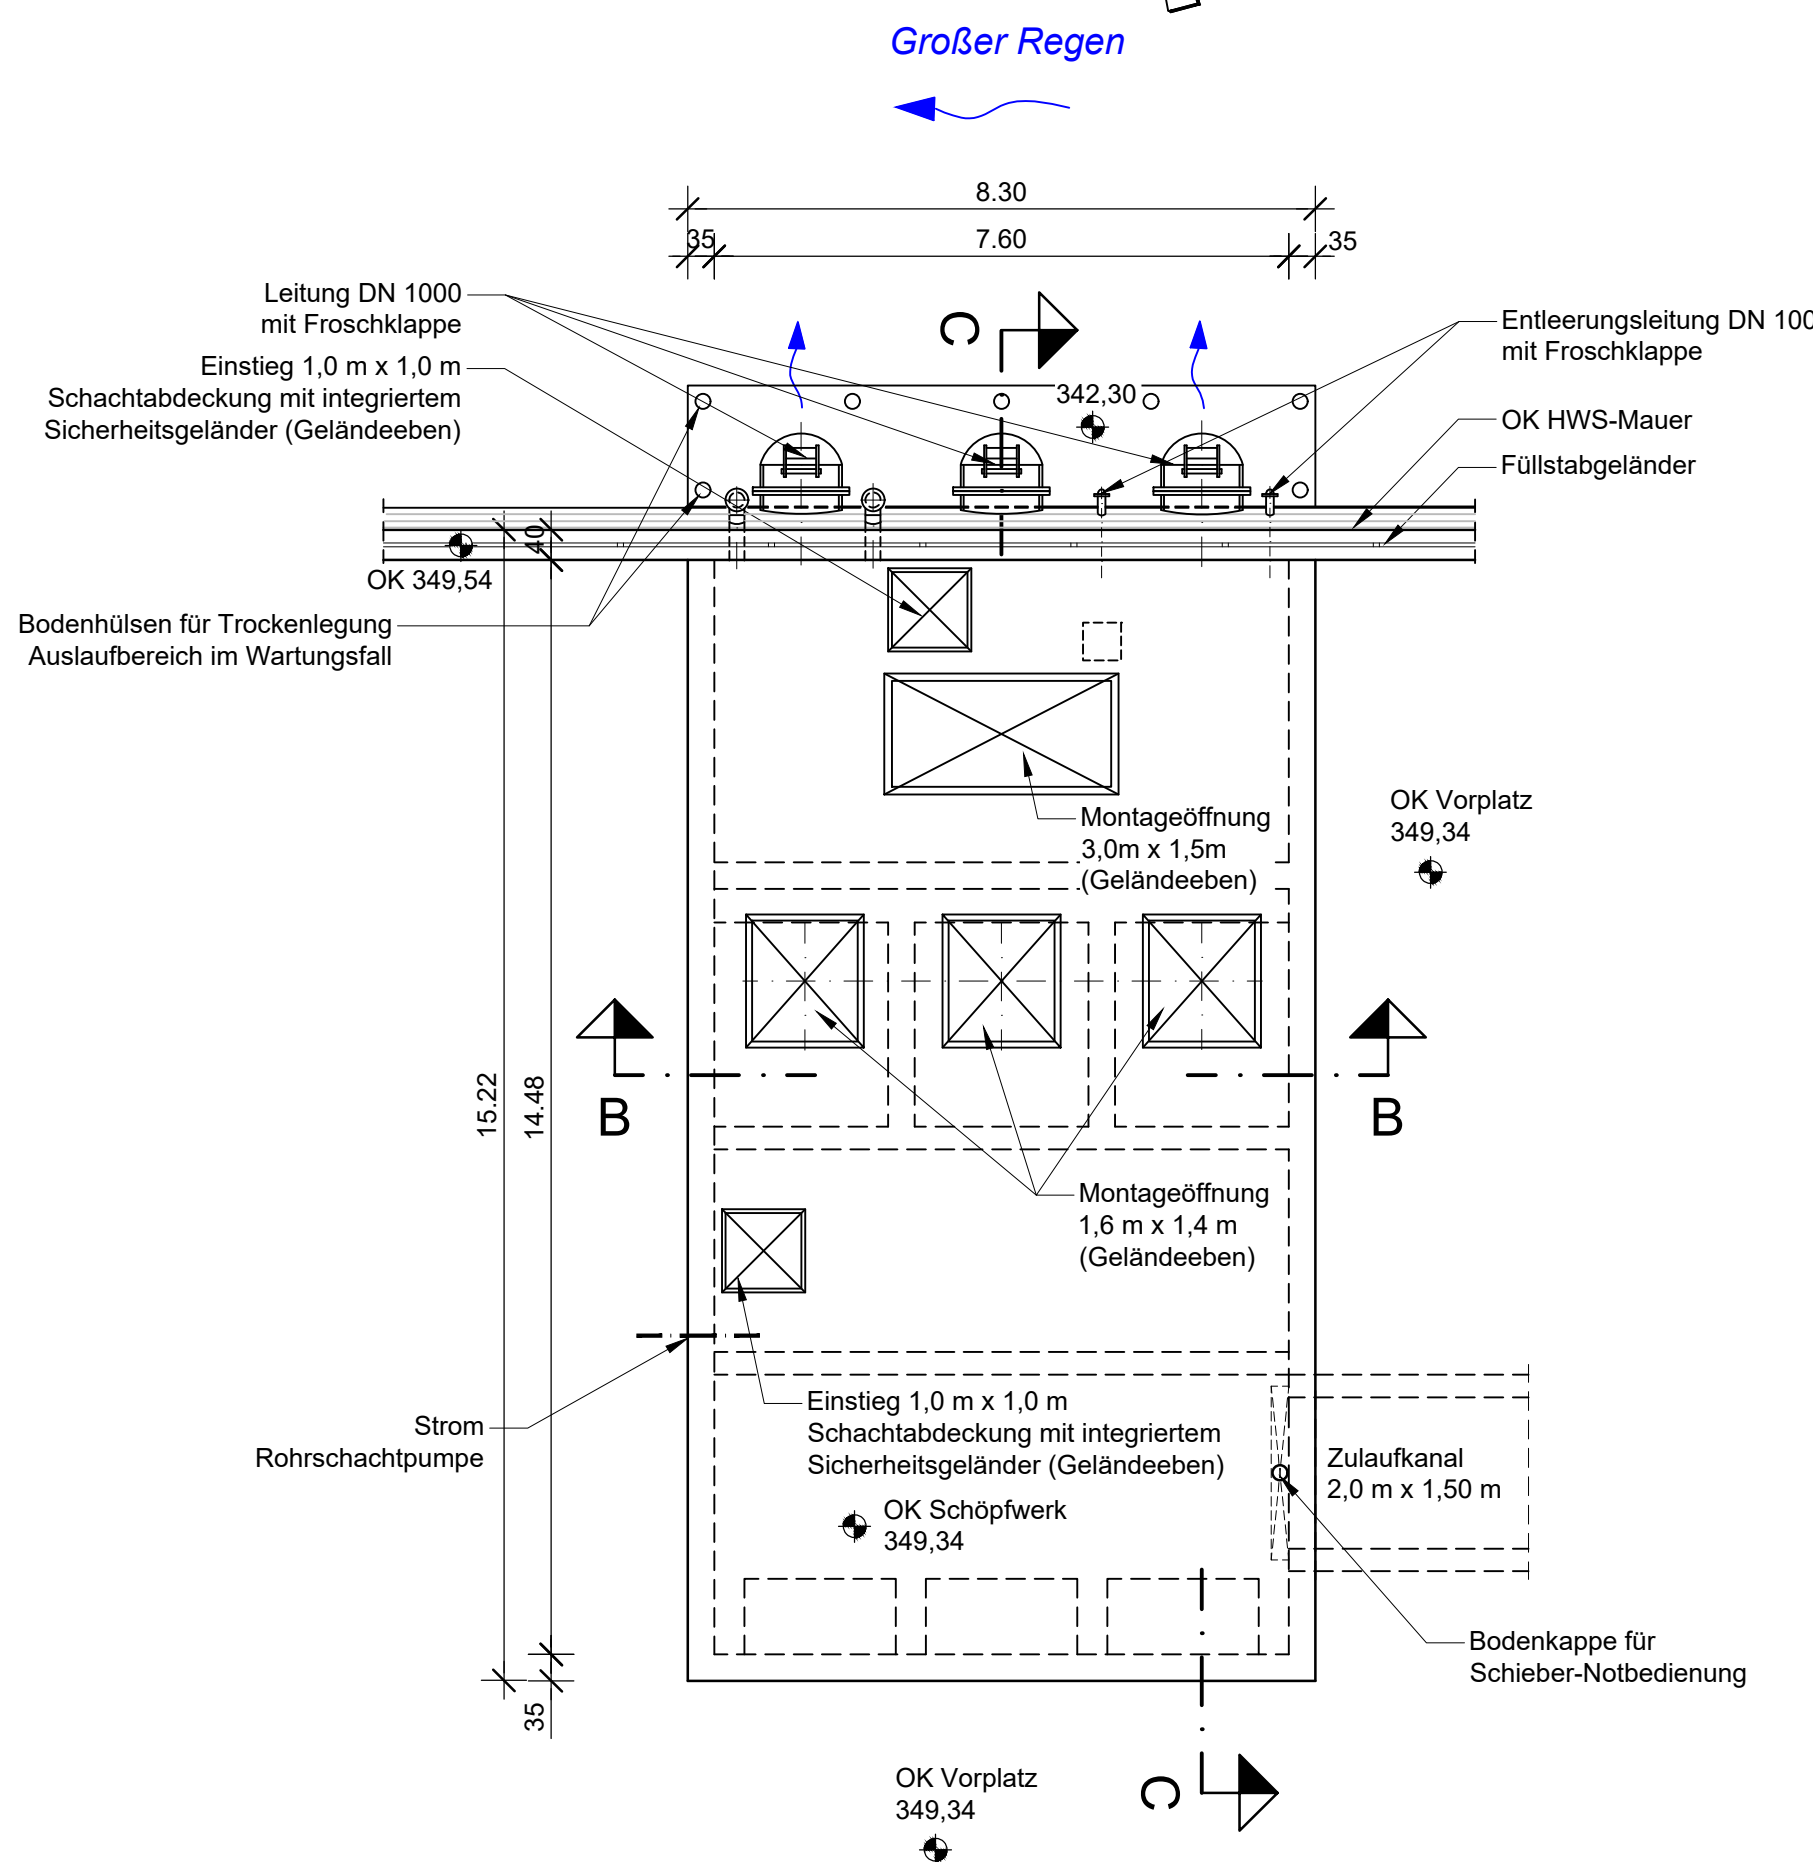 Großer Regen
8.30
35
7.60
35
Leitung DN 1000
mit Froschklappe
C
Entleerungsleitung DN 100
mit Froschklappe
Einstieg 1,0 m x 1,0 m
Schachtabdeckung mit integriertem
Sicherheitsgeländer (Geländeeben)
342,30
OK HWS-Mauer
Füllstabgeländer
40
OK 349,54
Bodenhülsen für Trockenlegung
Auslaufbereich im Wartungsfall
OK Vorplatz
349,34
Montageöffnung
3,0m x 1,5m
(Geländeeben)
15.22
14.48
B
B
Montageöffnung
1,6 m x 1,4 m
(Geländeeben)
Einstieg 1,0 m x 1,0 m
Schachtabdeckung mit integriertem
Sicherheitsgeländer (Geländeeben)
Strom
Rohrschachtpumpe
Zulaufkanal
2,0 m x 1,50 m
OK Schöpfwerk
349,34
Bodenkappe für
Schieber-Notbedienung
35
OK Vorplatz
349,34
C